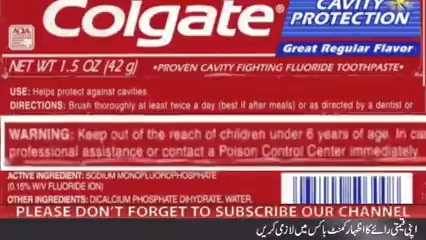 Colgate
CAVITY
PROTECTION
ADA
Great Regular Flavor
NET WT 1.5 OZ (42 g)
•PROVEN CAVITY FIGHTING FLUORIDE TOOTHPASTE•
USE: Helps protect against cavities.
DIRECTIONS: Brush thoroughly at least twice a day (best if after meals) or as directed by a dentist or
WARNING: Keep out of the reach of children under 6 years of age. In
professional assistance or contact a Poison Control Center immediately
ACTIVE INGREDIENT: SODIUM MONOFLUOROPHOSPHATE
(0.15% W/V FLUORIDE ION)
OTHER INGREDIENTS: DICALCIUM PHOSPHATE DIHYDRATE, WATER,
PLEASE DON'T FORGET TO SUBSCRIBE OUR CHANNEL
اپنی قیمتی رائے کا اظہار کمنٹ باکس میں لازمی کریں